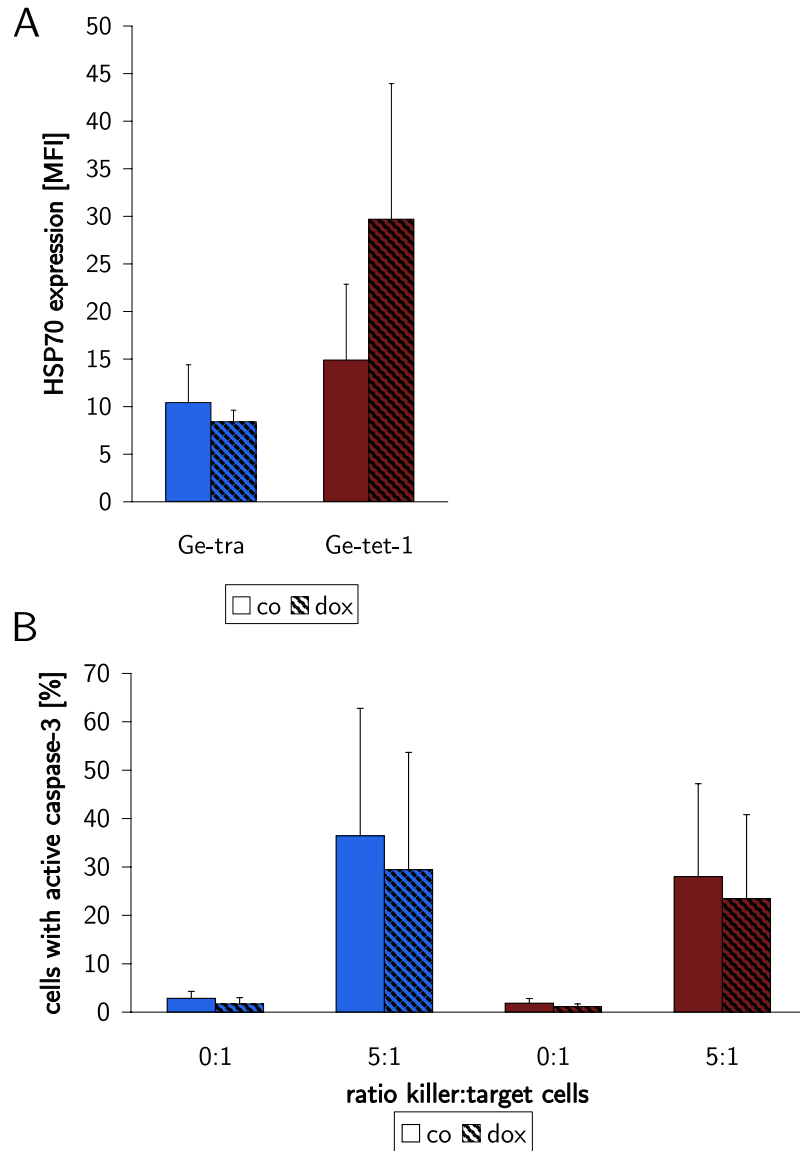 A
HSP70 expression [MFI]
50
45
40
35
30
25
20
15
10
5
0
Ge-tra Ge-tet-1
co dox
B
cells with active caspase-3 [%]
70
60
50
40
30
20
10
0
0:1 5:1 0:1 5:1
ratio killer:target cells
co dox